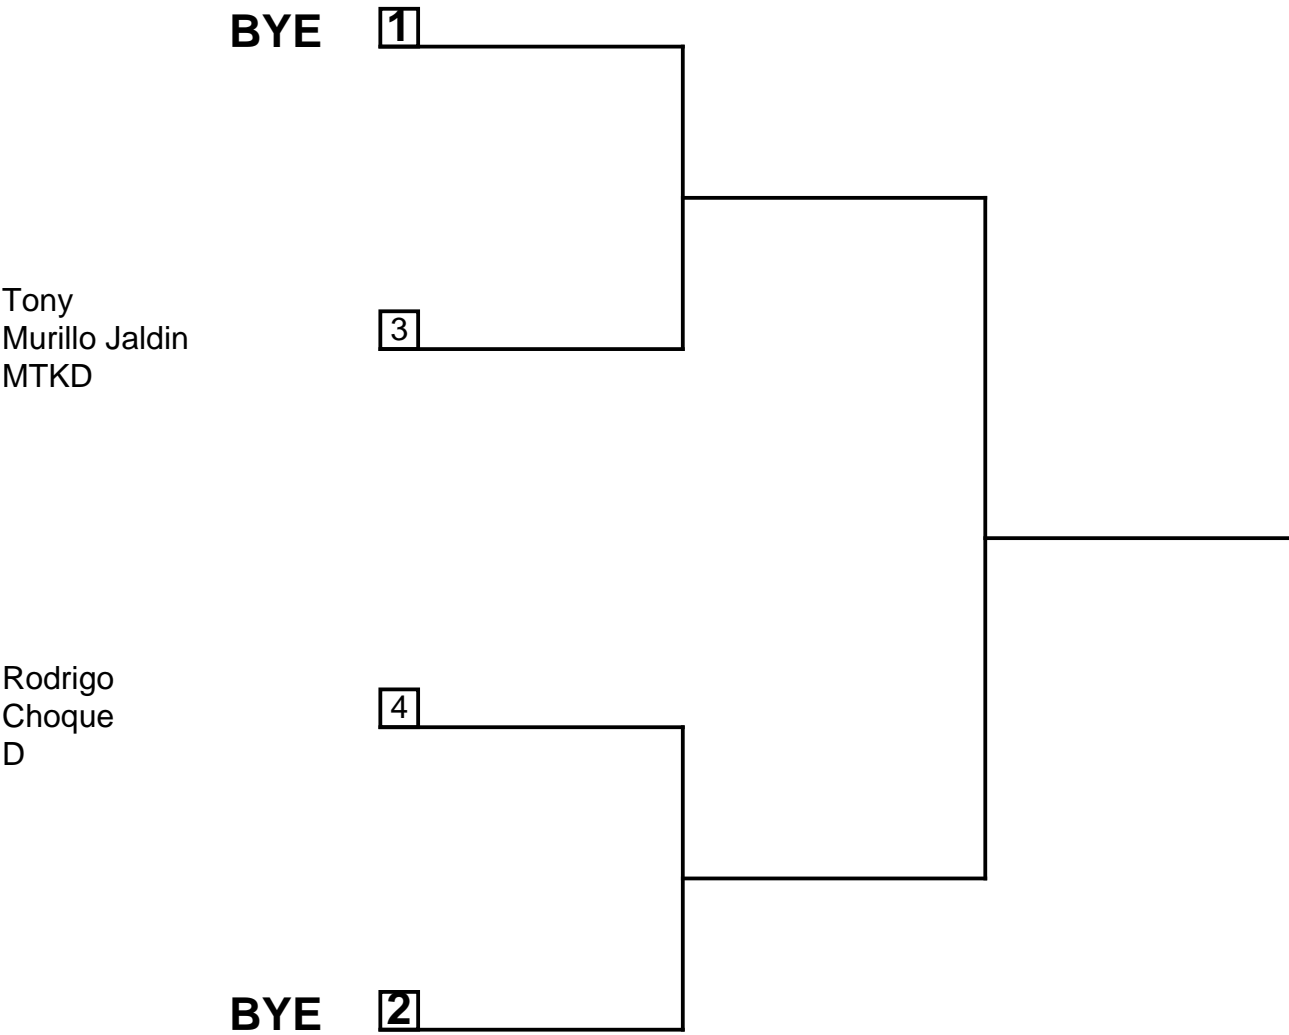 BYE 1
Tony
Murillo Jaldin
MTKD
3
Rodrigo
Choque
D
4
BYE 2